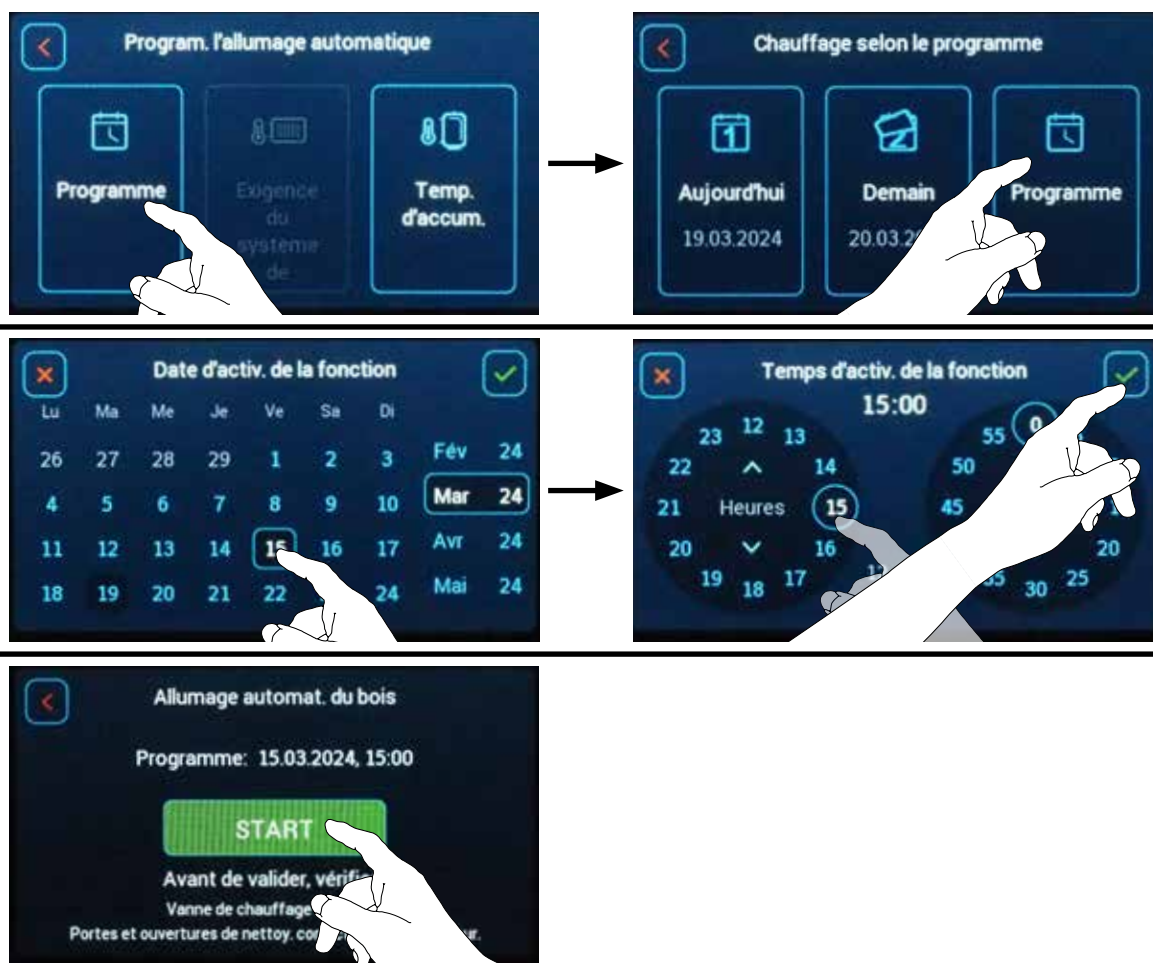 Program. l'allumage automatique
Programme
Exigence
du
système
de
Temp.
d'accum.
Chauffage selon le programme
Aujourd'hui
19.03.2024
Demain
Programme
Date d'activ. de la fonction
Lu Ma Me Je Ve Sa Di
26 27 28 29 1 2 3
4 5 6 7 8 9 10
11 12 13 14 15 16 17
18 19 20 21 22 24
Fév 24
Mar 24
Avr 24
Mai 24
Temps d'activ. de la fonction
15:00
23 12 13
22 14
21 Heures 15
20 16
19 18 17
55 0
50
45
20
30 25
Allumage automat. du bois
Programme: 15.03.2024, 15:00
START
Avant de valider,
Vanne de chauffage
Portes et ouvertures de nettoy.